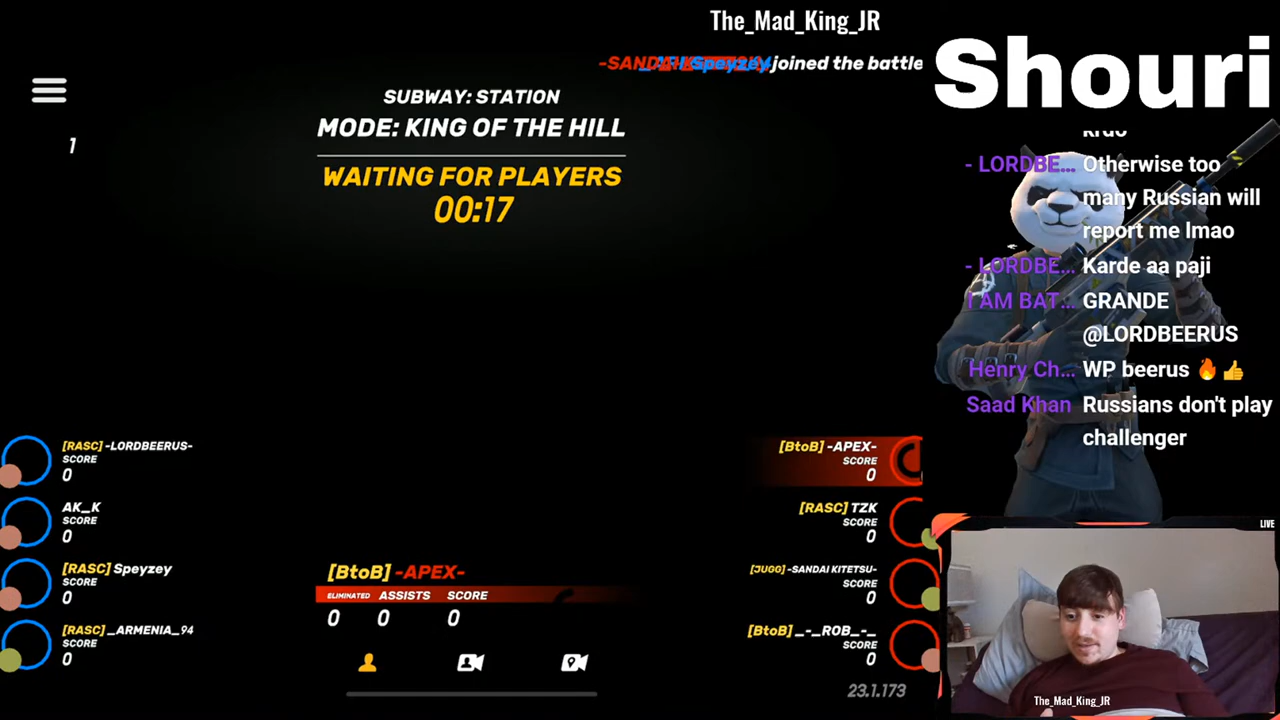 The_Mad_King_JR
Shouri
Speyzey joined the battle
SUBWAY: STATION
MODE: KING OF THE HILL
1
WAITING FOR PLAYERS
00:17
- LORDBE... Otherwise too
many Russian will
report me lmao
- LORDBE... Karde aa paji
I AM BAT... GRANDE
@LORDBEERUS
Henry Ch... WP beerus 🔥👍
Saad Khan Russians don't play
challenger
[RASC] -LORDBEERUS-
SCORE
0
AK_K
SCORE
0
[RASC] Speyzey
SCORE
0
[RASC] _ARMENIA_94
SCORE
0
[BtoB] -APEX-
ELIMINATED ASSISTS SCORE
0 0 0
[BtoB] -APEX-
SCORE
0
[RASC] TZK
SCORE
0
[JUGG] -SANDAI KITETSU-
SCORE
0
[BtoB] _-_ROB_-_
SCORE
0
23.1.173
LIVE
The_Mad_King_JR